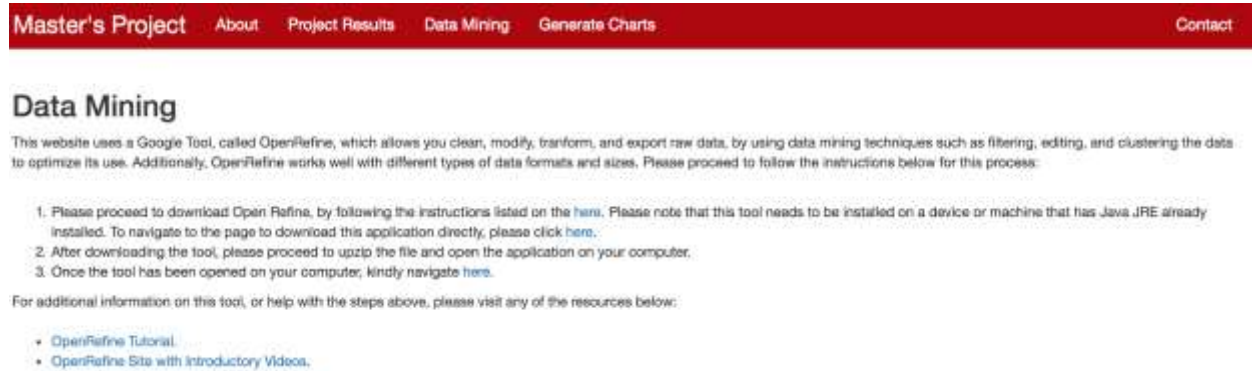 Master's Project About Project Results Data Mining Generate Charts Contact
Data Mining
This website uses a Google Tool, called OpenRefine, which allows you clean, modify, tranform, and export raw data, by using data mining techniques such as filtering, editing, and clustering the data
to optimize its use. Additionally, OpenRefine works well with different types of data formats and sizes. Please proceed to follow the instructions below for this process:
1. Please proceed to download Open Refine, by following the instructions listed on the here. Please note that this tool needs to be installed on a device or machine that has Java JRE already
installed. To navigate to the page to download this application directly, please click here.
2. After downloading the tool, please proceed to upzip the file and open the application on your computer.
3. Once the tool has been opened on your computer, kindly navigate here.
For additional information on this tool, or help with the steps above, please visit any of the resources below:
• OpenRefine Tutorial.
• OpenRefine Site with Introductory Videos.